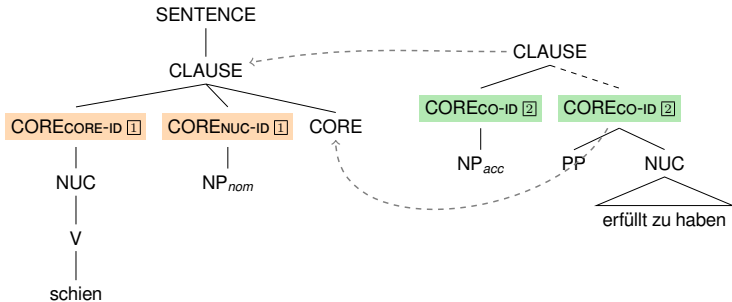 SENTENCE
CLAUSE
CLAUSE
CORECORE-ID 1 CORENUC-ID 1 CORE
CORECO-ID 2 CORECO-ID 2
NUC NPnom
NPacc PP NUC
V
erfüllt zu haben
schien